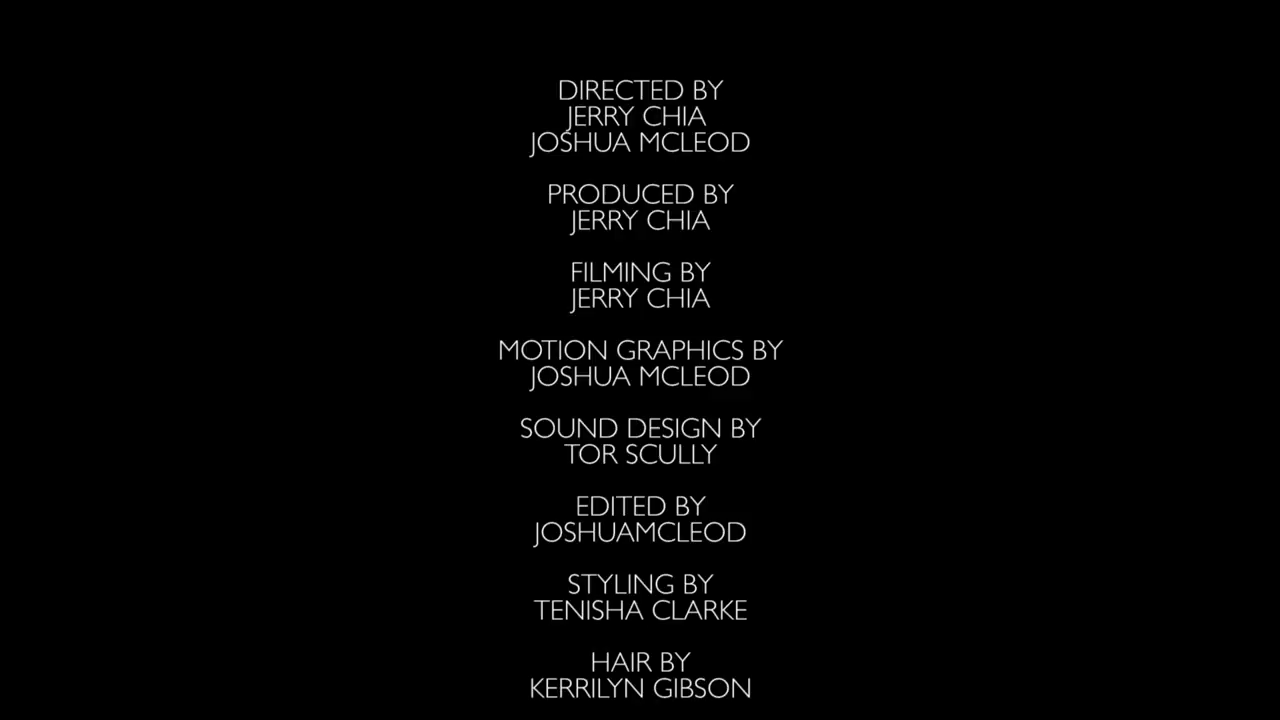 DIRECTED BY
JERRY CHIA
JOSHUA MCLEOD
PRODUCED BY
JERRY CHIA
FILMING BY
JERRY CHIA
MOTION GRAPHICS BY
JOSHUA MCLEOD
SOUND DESIGN BY
TOR SCULLY
EDITED BY
JOSHUAMCLEOD
STYLING BY
TENISHA CLARKE
HAIR BY
KERRILYN GIBSON